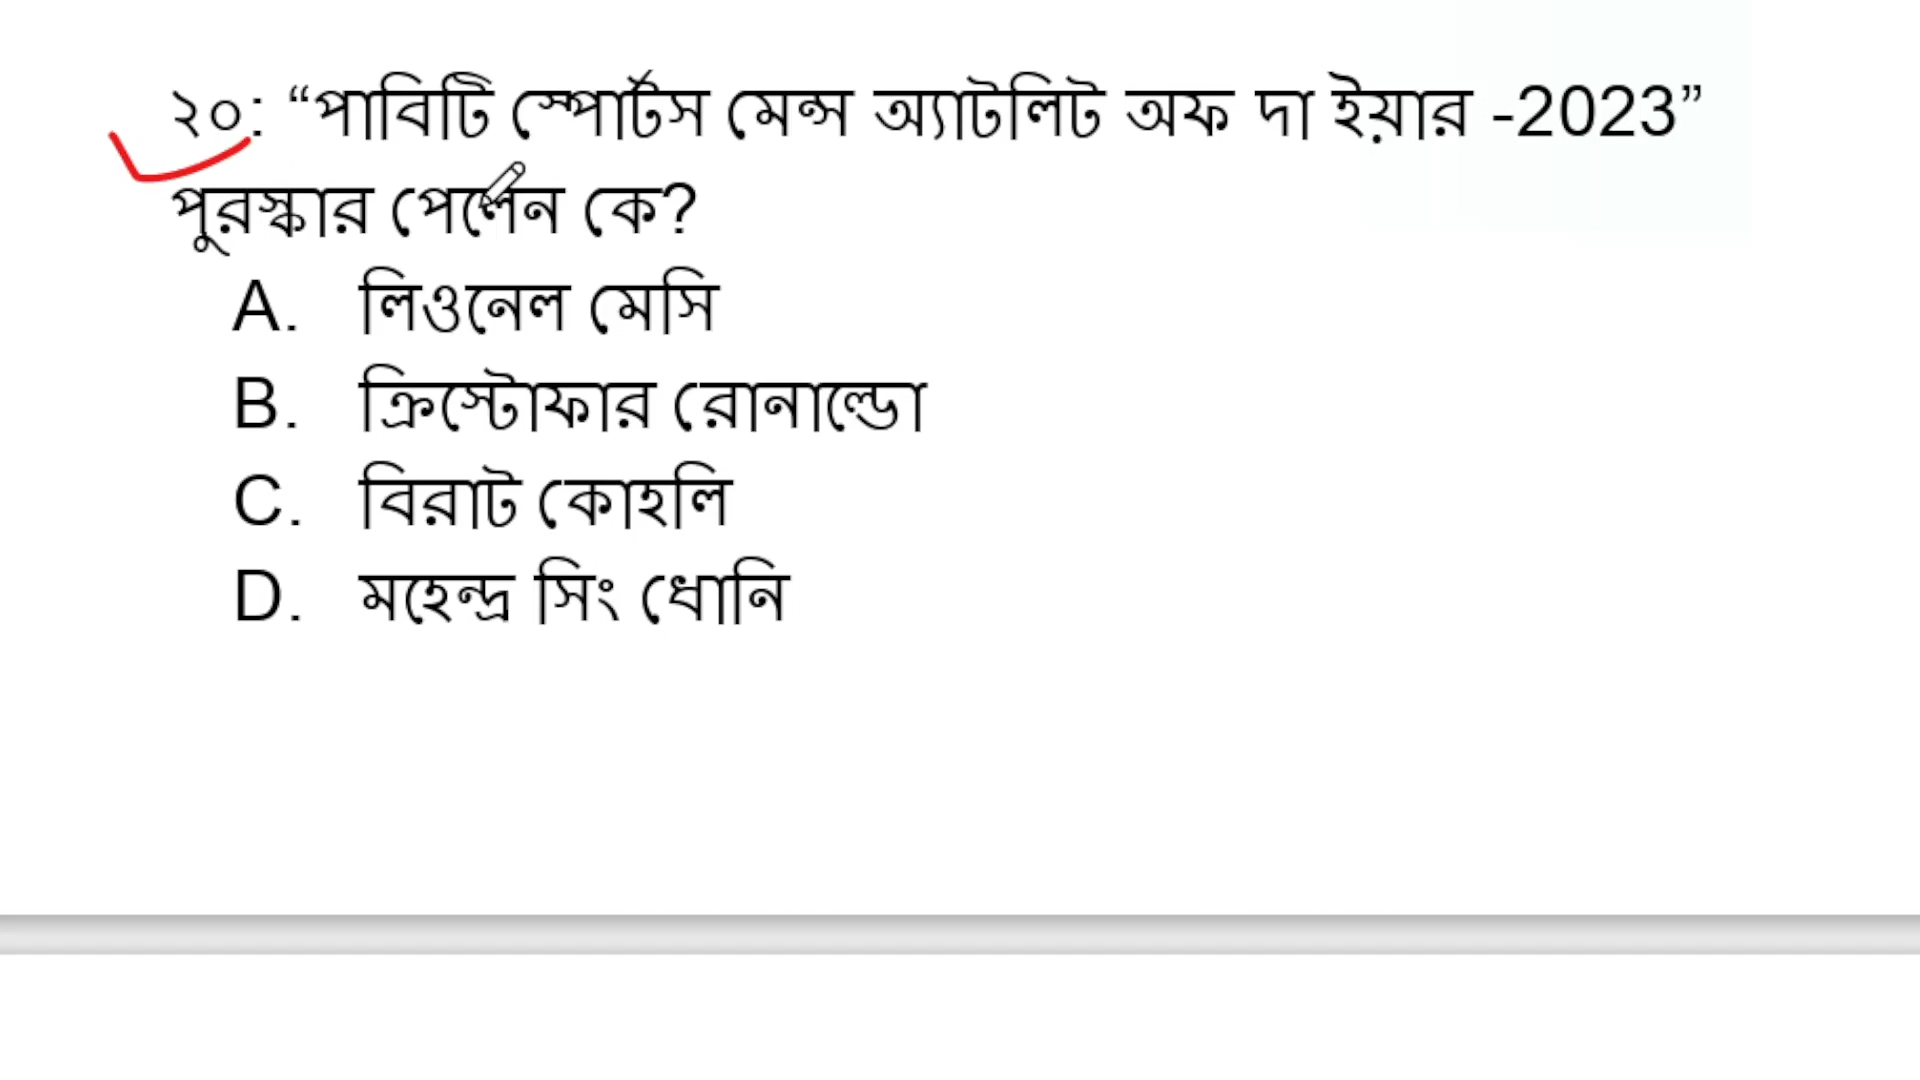 ২০: “পাবিটি স্পোর্টস মেন্স অ্যাটলিট অফ দা ইয়ার -2023”
পুরস্কার পেলেন কে?
A. লিওনেল মেসি
B. ক্রিস্টোফার রোনাল্ডো
C. বিরাট কোহলি
D. মহেন্দ্র সিং ধোনি